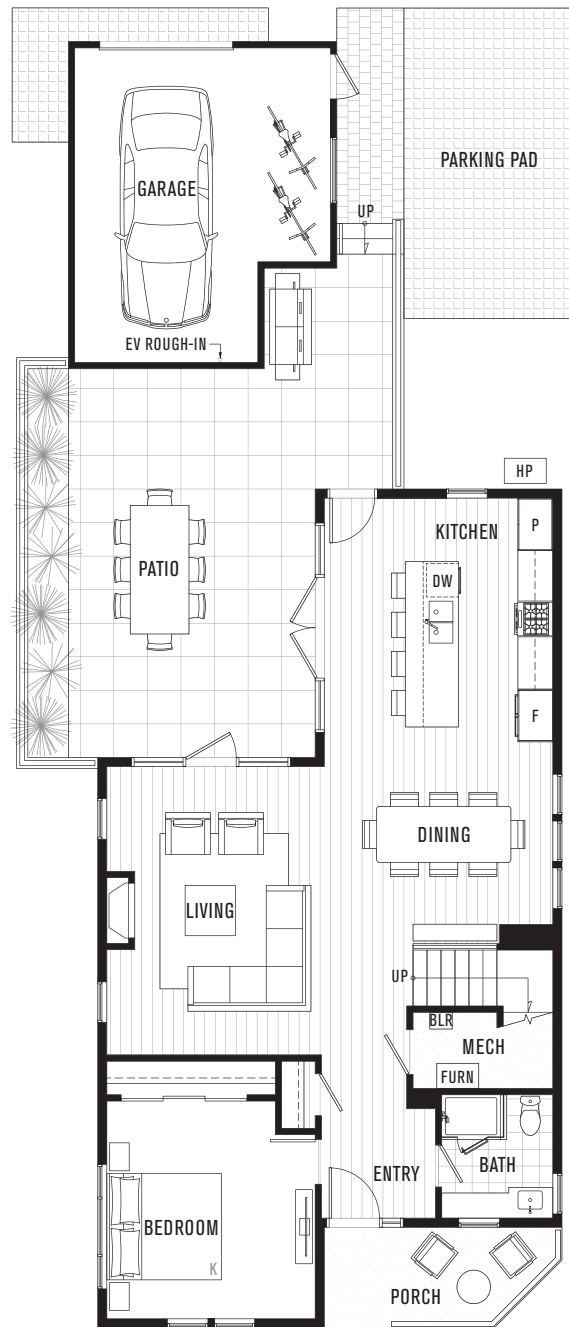 PARKING PAD
GARAGE
UP
EV ROUGH-IN
HP
KITCHEN
P
PATIO
DW
F
DINING
LIVING
UP
BLR
MECH
FURN
BATH
ENTRY
BEDROOM
K
PORCH